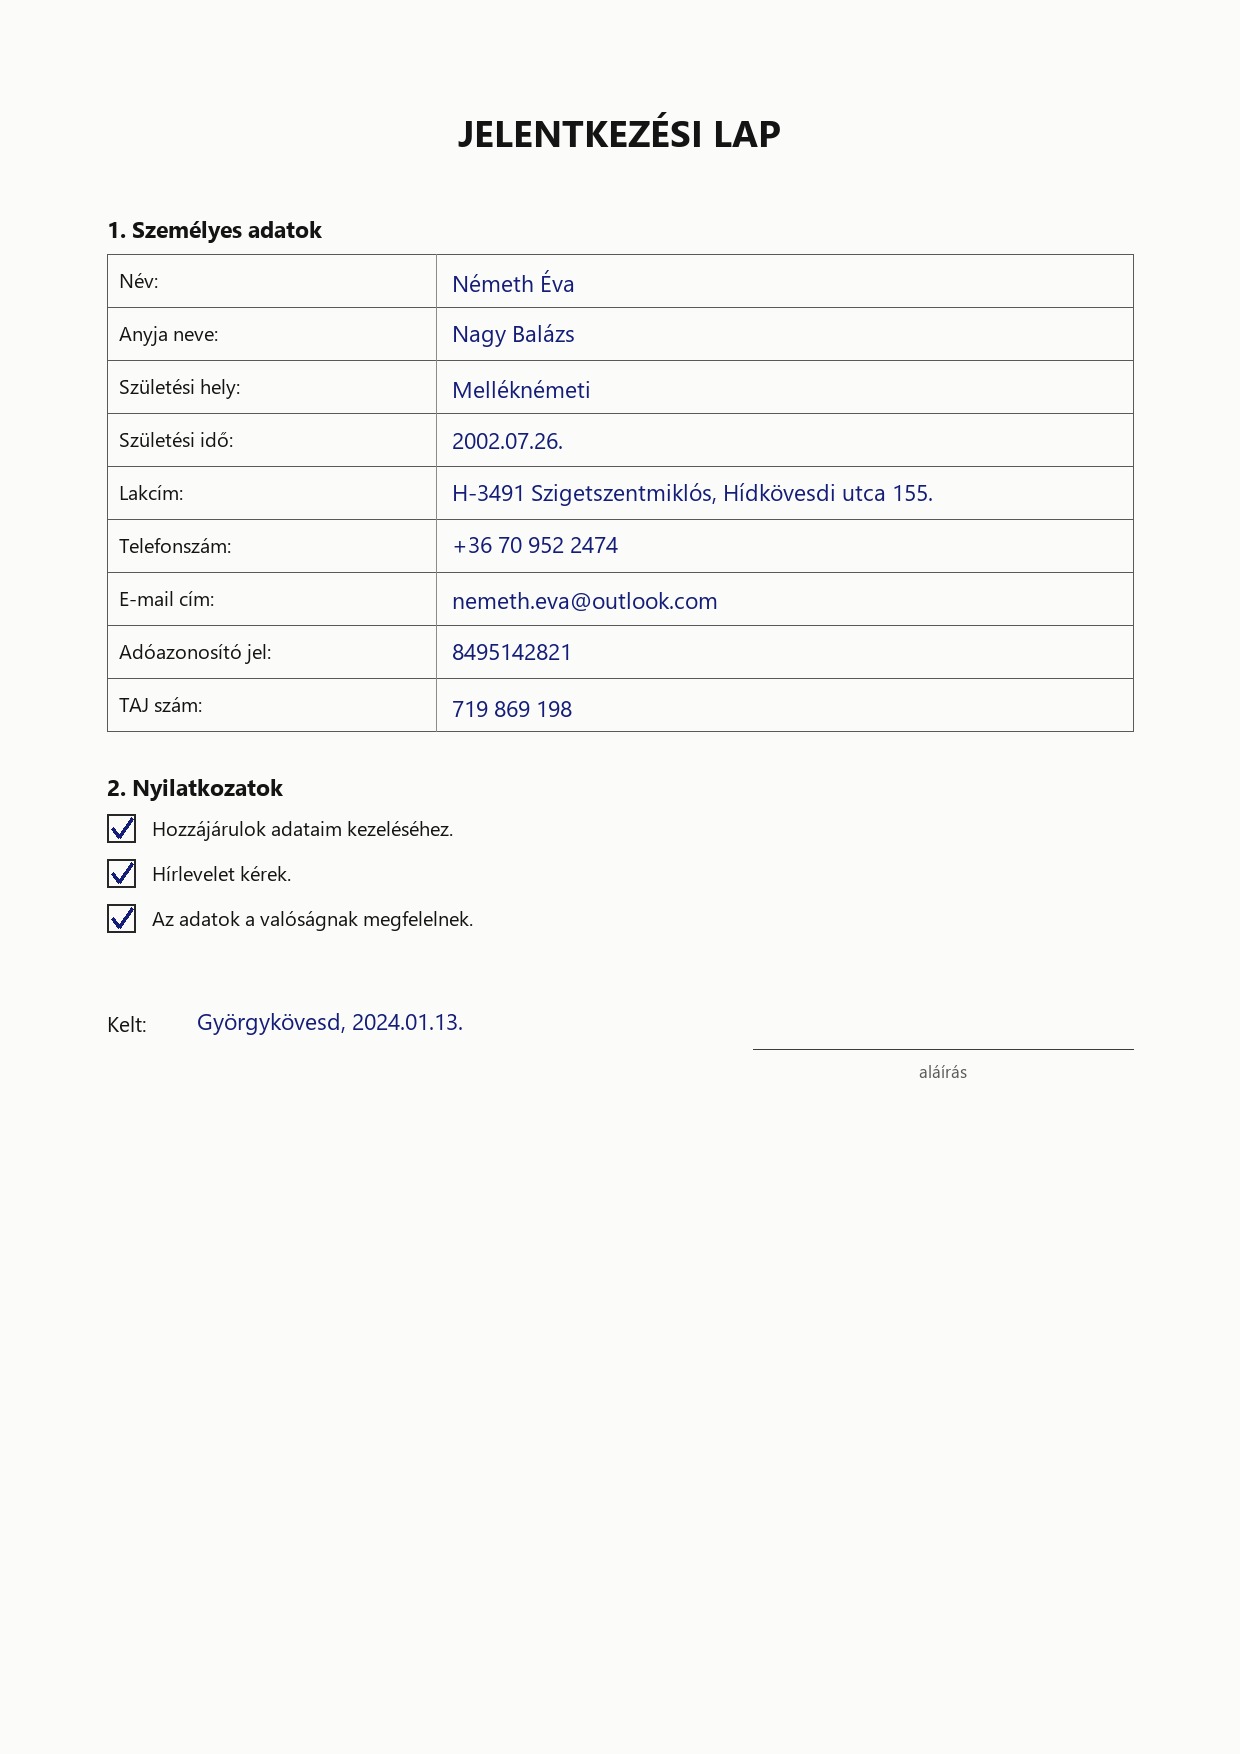 JELENTKEZÉSI LAP
1. Személyes adatok
Név: Németh Éva
Anyja neve: Nagy Balázs
Születési hely: Melléknémeti
Születési idő: 2002.07.26.
Lakcím: H-3491 Szigetszentmiklós, Hídkövesdi utca 155.
Telefonszám: +36 70 952 2474
E-mail cím: nemeth.eva@outlook.com
Adóazonosító jel: 8495142821
TAJ szám: 719 869 198
2. Nyilatkozatok
Hozzájárulok adataim kezeléséhez.
Hírlevelet kérek.
Az adatok a valóságnak megfelelnek.
Kelt: Györgykövesd, 2024.01.13.
aláírás